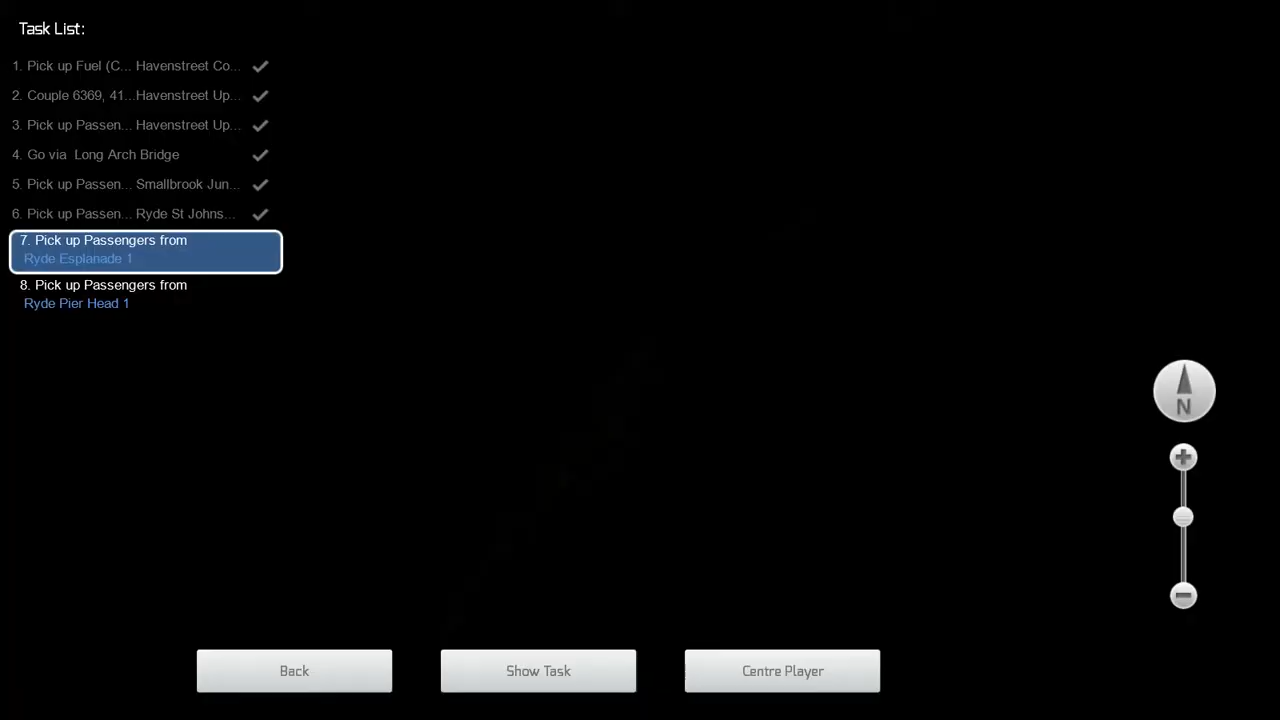 Task List:
1. Pick up Fuel (C... Havenstreet Co...
2. Couple 6369, 41...Havenstreet Up...
3. Pick up Passen... Havenstreet Up...
4. Go via Long Arch Bridge
5. Pick up Passen... Smallbrook Jun...
6. Pick up Passen... Ryde St Johns...
7. Pick up Passengers from
Ryde Esplanade 1
8. Pick up Passengers from
Ryde Pier Head 1
N
Back
Show Task
Centre Player